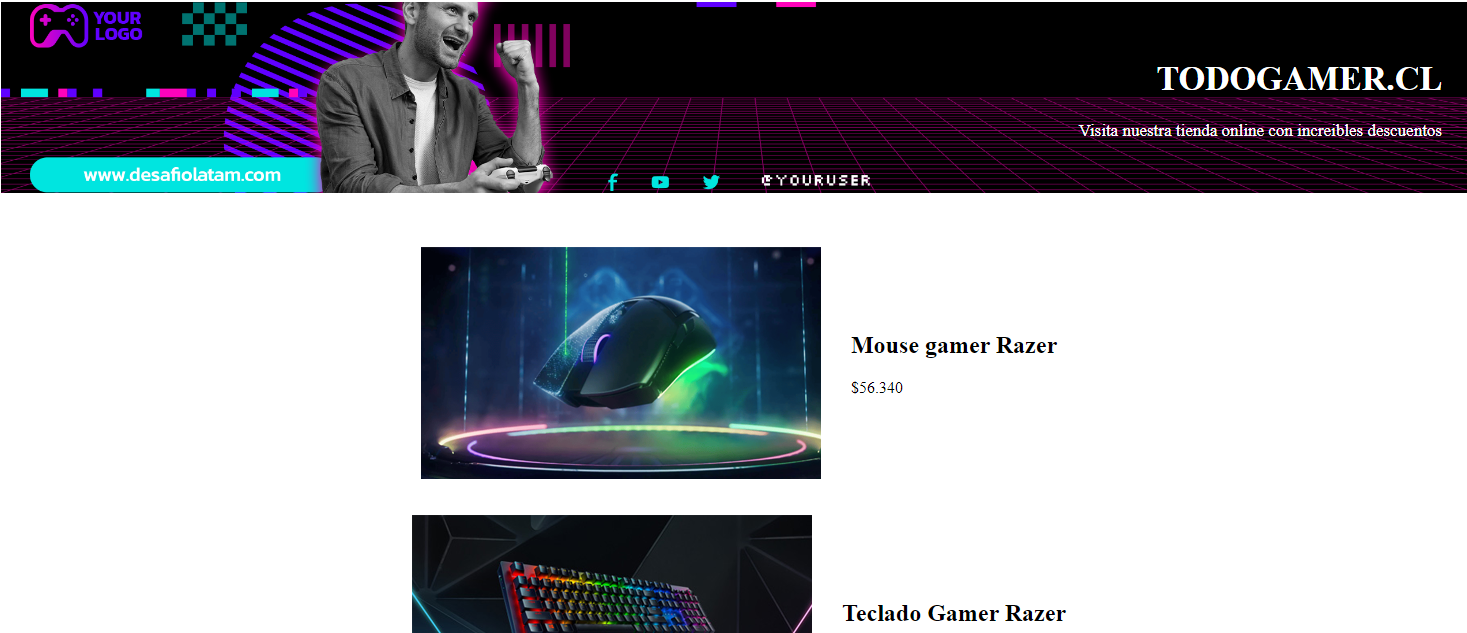 YOUR
LOGO
TODOGAMER.CL
Visita nuestra tienda online con increibles descuentos
www.desafiolatam.com
@YOURUSER
Mouse gamer Razer
$56.340
Teclado Gamer Razer